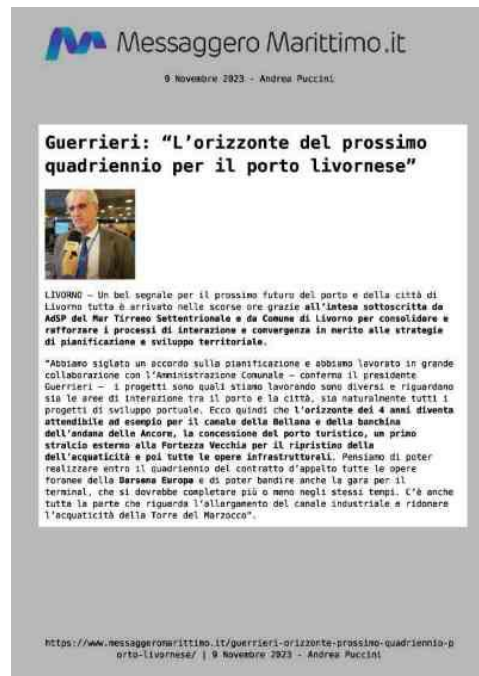 Messaggero Marittimo.it
9 Novembre 2023 - Andrea Puccini
Guerrieri: “L’orizzonte del prossimo
quadriennio per il porto livornese”
LIVORNO – Un bel segnale per il prossimo futuro del porto e della città di
Livorno tutta è arrivato nelle scorse ore grazie all’intesa sottoscritta da
AdSP del Mar Tirreno Settentrionale e da Comune di Livorno per consolidare e
rafforzare i processi di interazione e convergenza in merito alle strategie
di pianificazione e sviluppo territoriale.
“Abbiamo siglato un accordo sulla pianificazione e abbiamo lavorato in grande
collaborazione con l’Amministrazione Comunale – conferma il presidente
Guerrieri – i progetti sono quali stiamo lavorando sono diversi e riguardano
sia le aree di interazione tra il porto e la città, sia naturalmente tutti i
progetti di sviluppo portuale. Ecco quindi che l’orizzonte dei 4 anni diventa
attendibile ad esempio per il canale della Bellana e della banchina
dell’andana delle Ancore, la concessione del porto turistico, un primo
stralcio esterno alla Fortezza Vecchia per il ripristino della
dell’acquaticità e poi tutte le opere infrastrutturali. Pensiamo di poter
realizzare entro il quadriennio del contratto d’appalto tutte le opere
foranee della Darsena Europa e di poter bandire anche la gara per il
terminal, che si dovrebbe completare più o meno negli stessi tempi. C’è anche
tutta la parte che riguarda l’allargamento del canale industriale e ridonere
l’acquaticità della Torre del Marzocco”.
https://www.messaggeromarittimo.it/guerrieri-orizzonte-prossimo-quadriennio-p
orto-livornese/ | 9 Novembre 2023 - Andrea Puccini